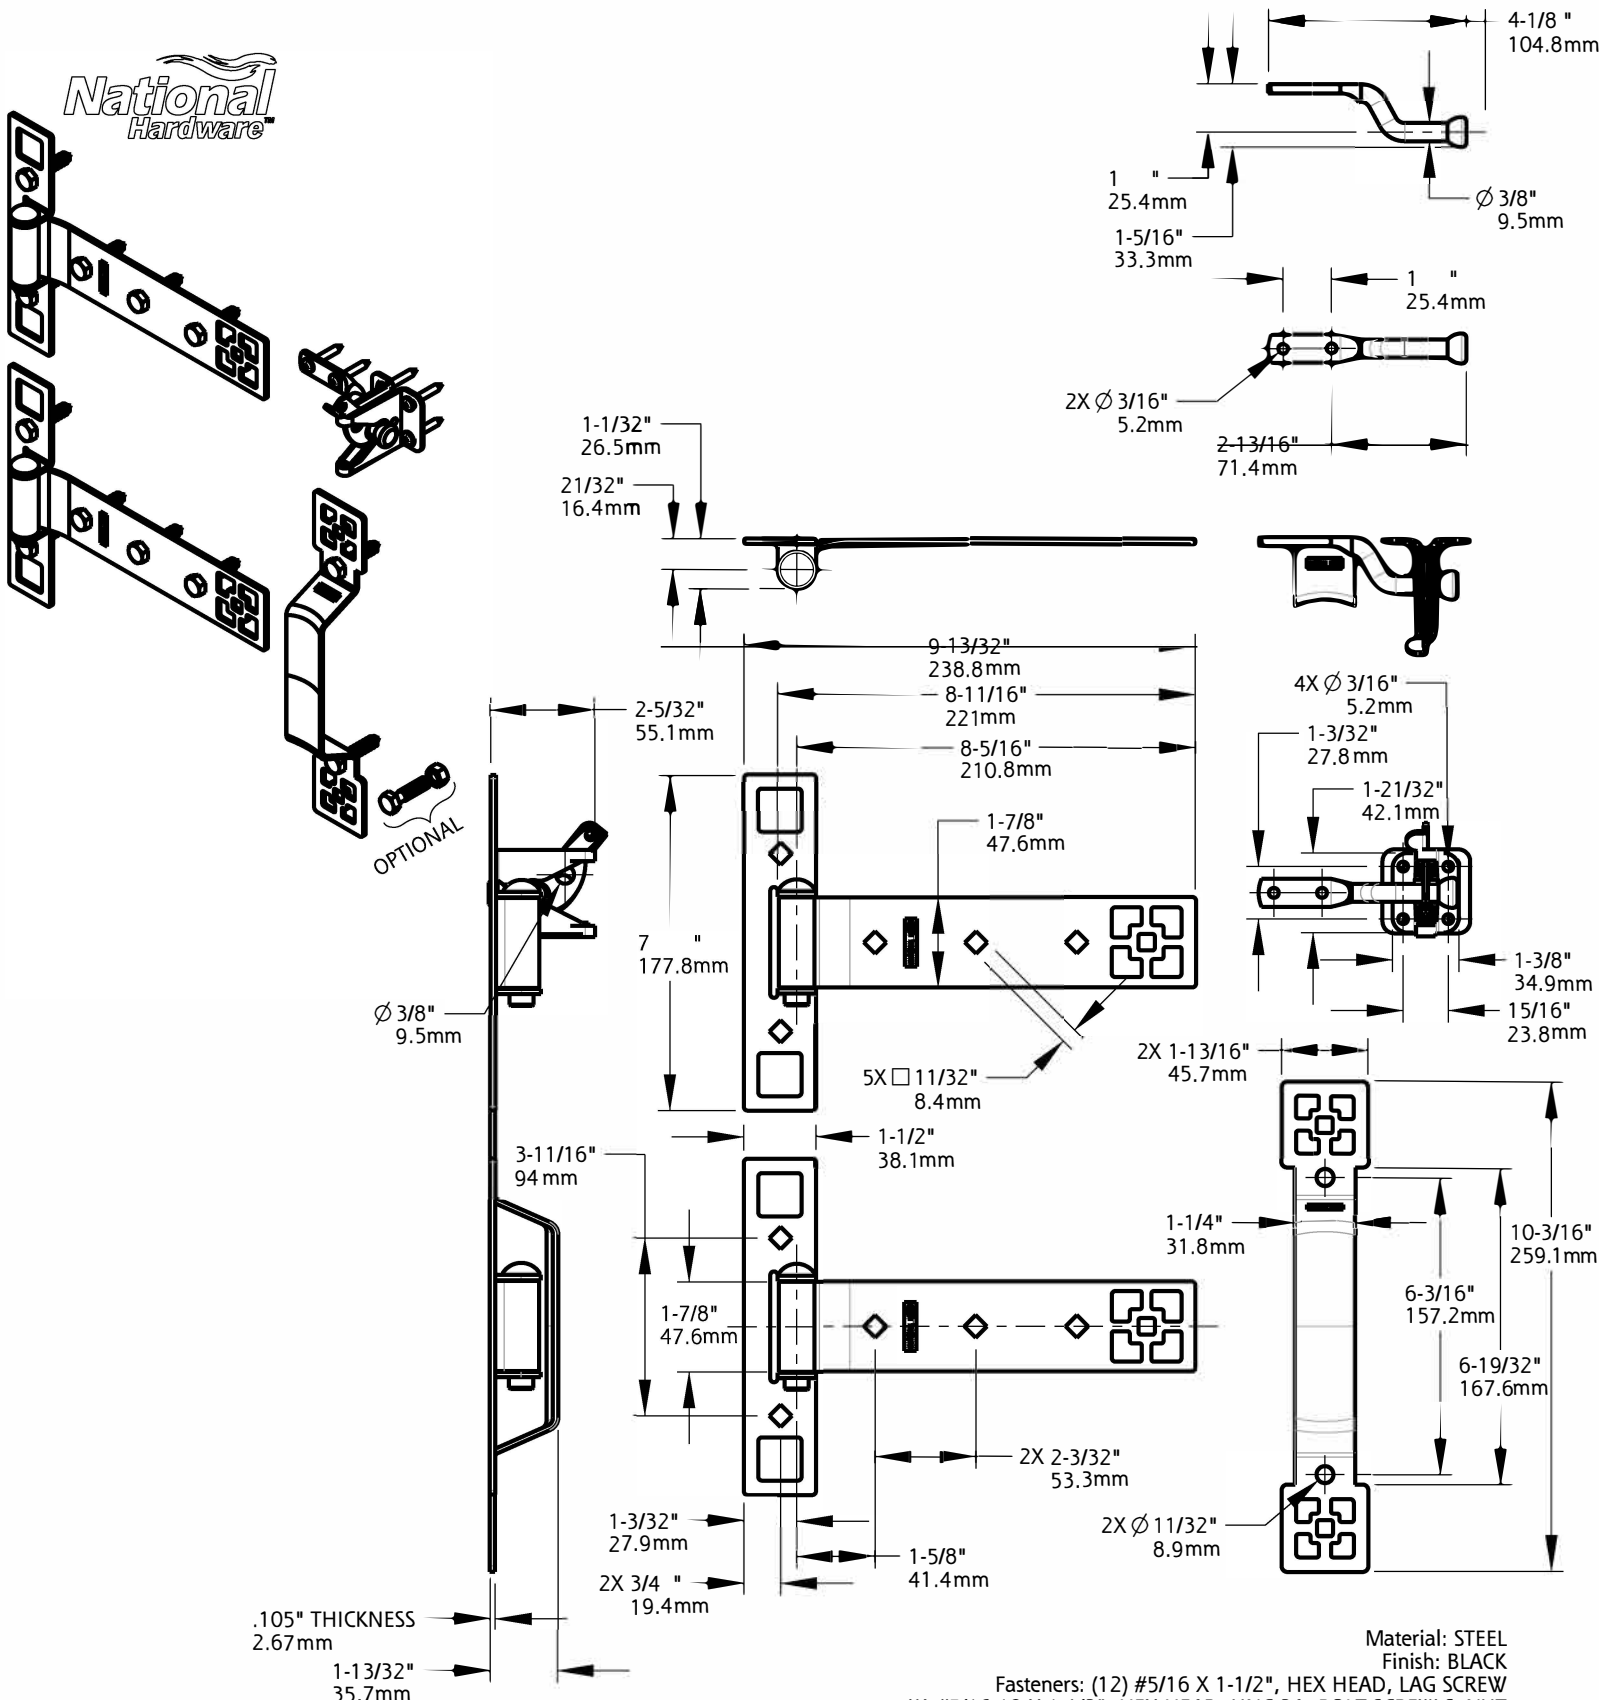 National
Hardware™
4-1/8 "
104.8mm
1 "
25.4mm
Ø 3/8"
9.5mm
1-5/16"
33.3mm
1 "
25.4mm
2X Ø 3/16"
5.2mm
2-13/16"
71.4mm
1-1/32"
26.5mm
21/32"
16.4mm
9-13/32"
238.8mm
8-11/16"
221mm
8-5/16"
210.8mm
2-5/32"
55.1mm
4X Ø 3/16"
5.2mm
1-3/32"
27.8mm
1-21/32"
42.1mm
OPTIONAL
1-7/8"
47.6mm
7 "
177.8mm
1-3/8"
34.9mm
15/16"
23.8mm
Ø 3/8"
9.5mm
2X 1-13/16"
45.7mm
5X □ 11/32"
8.4mm
1-1/2"
38.1mm
3-11/16"
94 mm
1-1/4"
31.8mm
10-3/16"
259.1mm
6-3/16"
157.2mm
1-7/8"
47.6mm
6-19/32"
167.6mm
2X 2-3/32"
53.3mm
1-3/32"
27.9mm
2X Ø 11/32"
8.9mm
1-5/8"
41.4mm
2X 3/4 "
19.4mm
.105" THICKNESS
2.67mm
1-13/32"
35.7mm
Material: STEEL
Finish: BLACK
Fasteners: (12) #5/16 X 1-1/2", HEX HEAD, LAG SCREW